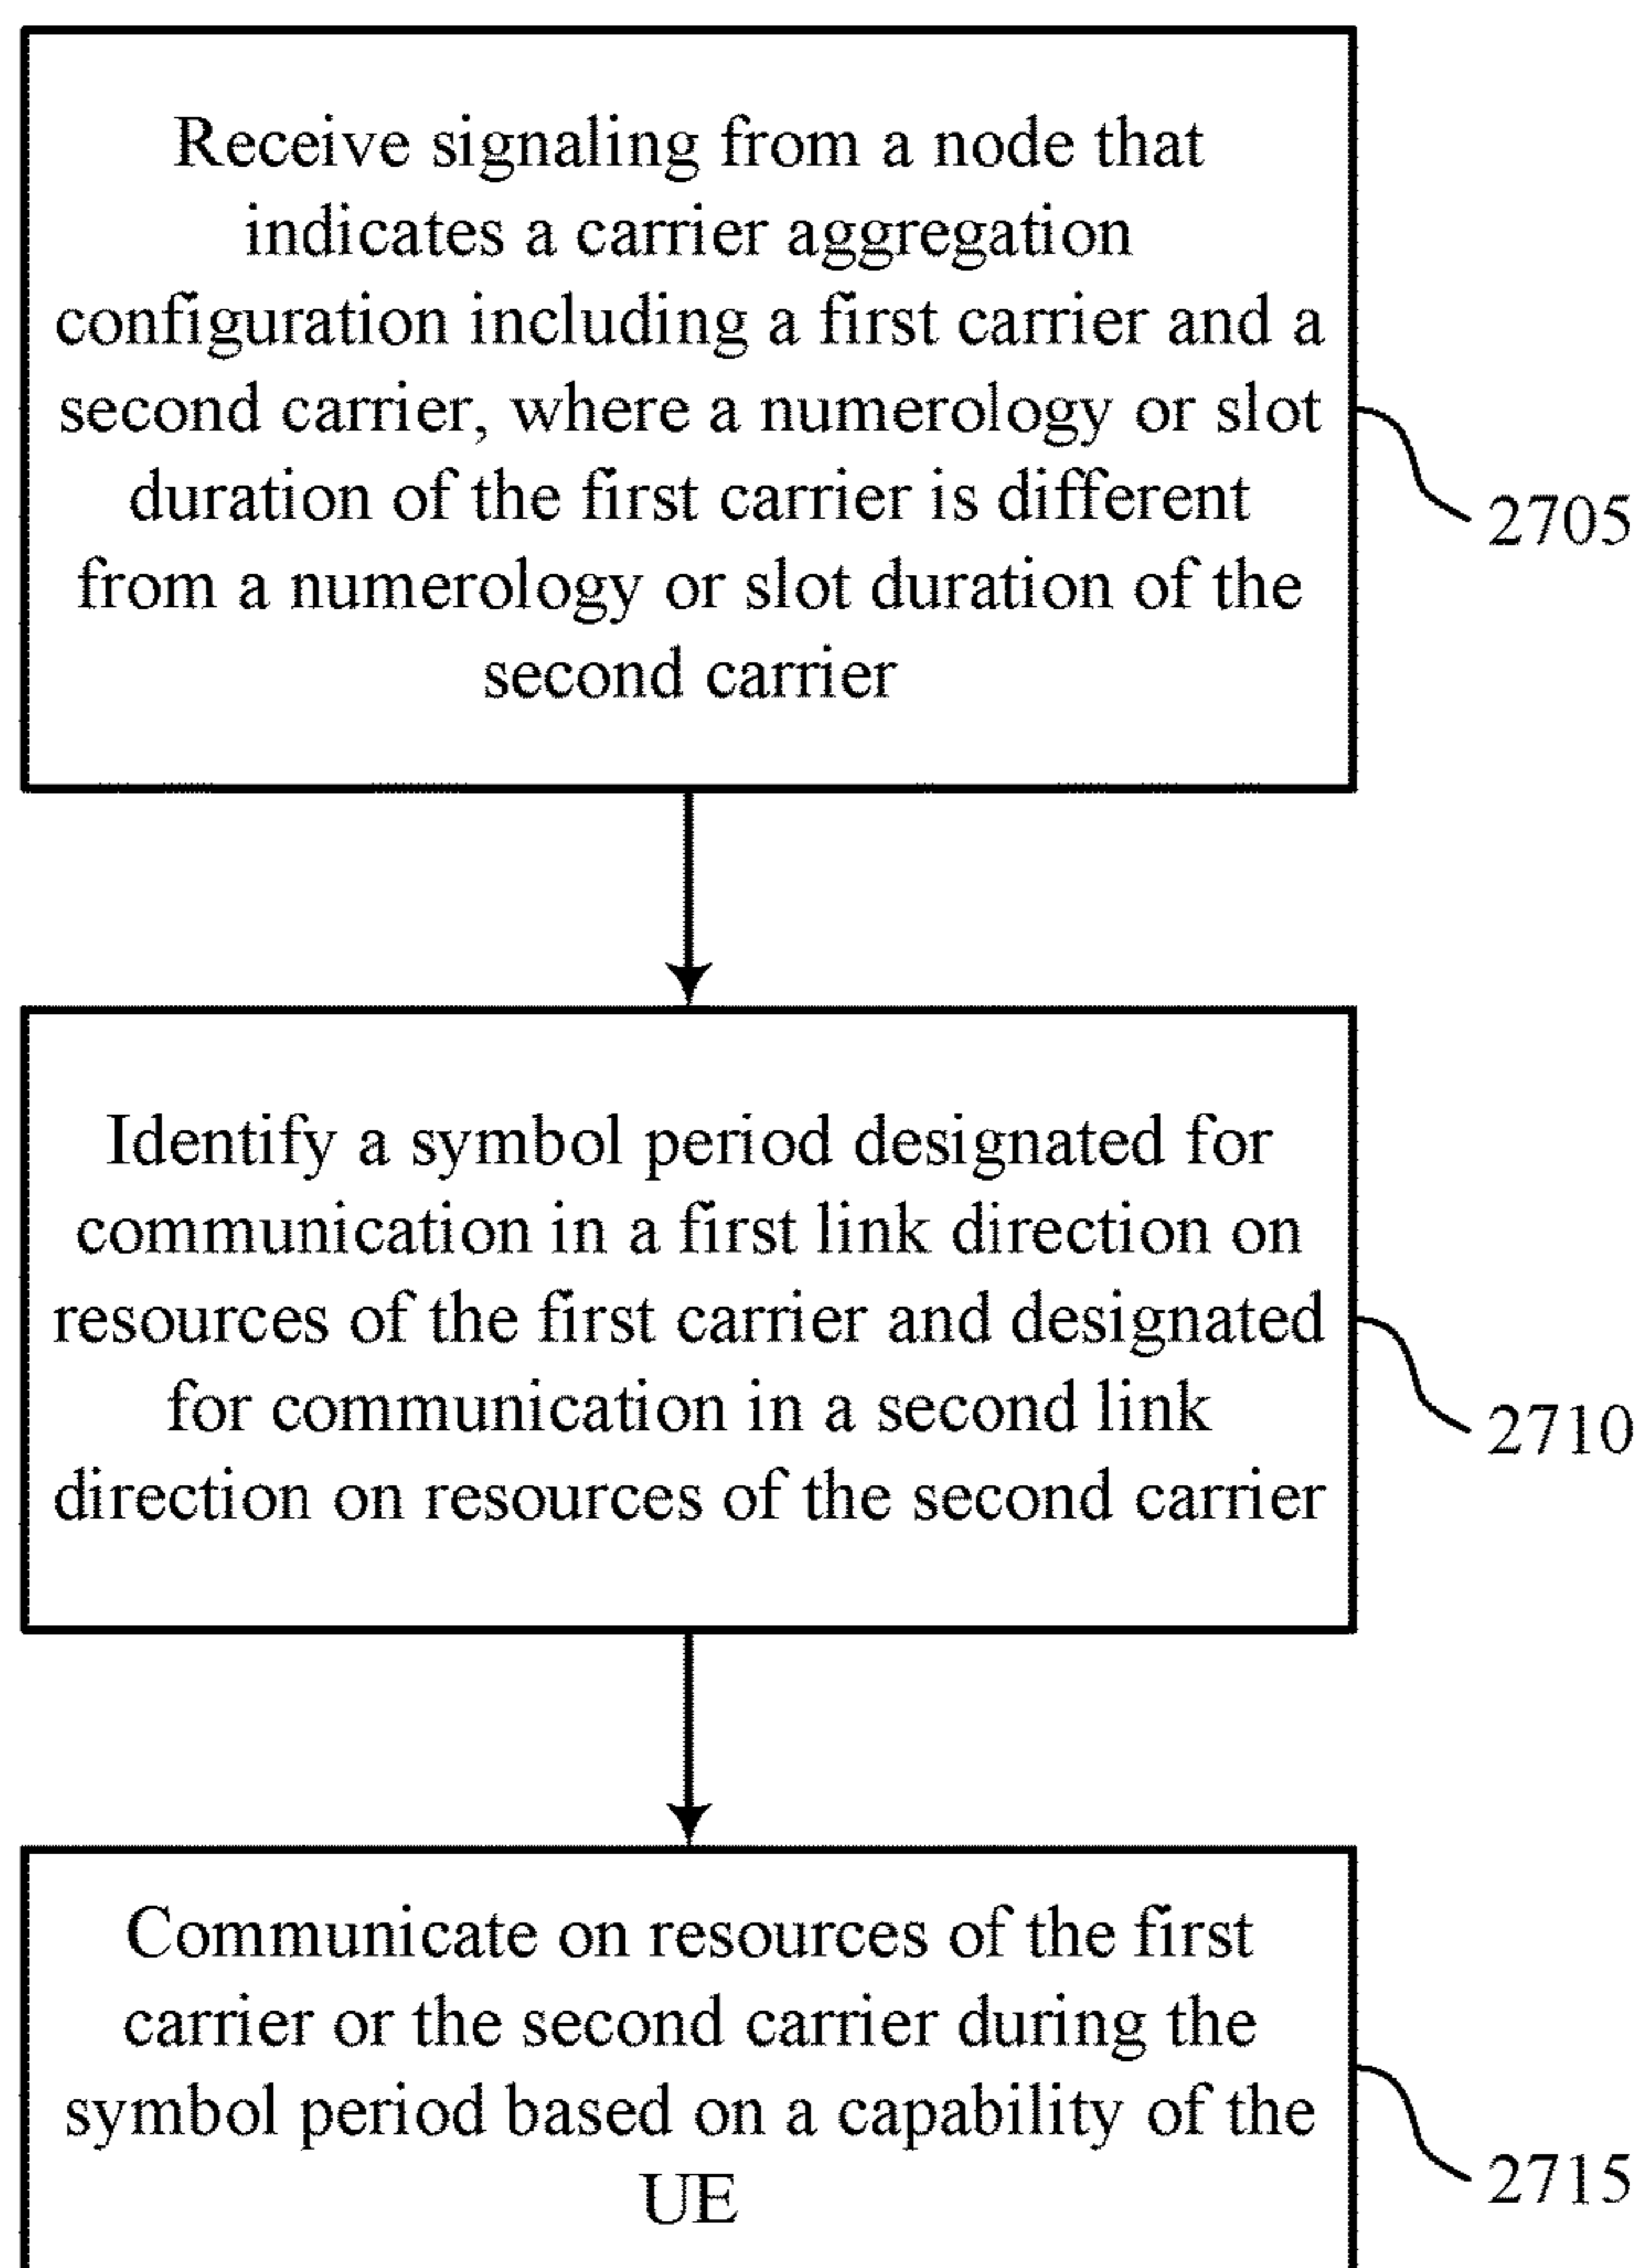 Receive signaling from a node that
indicates a carrier aggregation
configuration including a first carrier and a
second carrier, where a numerology or slot
duration of the first carrier is different
from a numerology or slot duration of the
second carrier
2705
Identify a symbol period designated for
communication in a first link direction on
resources of the first carrier and designated
for communication in a second link
direction on resources of the second carrier
2710
Communicate on resources of the first
carrier or the second carrier during the
symbol period based on a capability of the
UE
2715